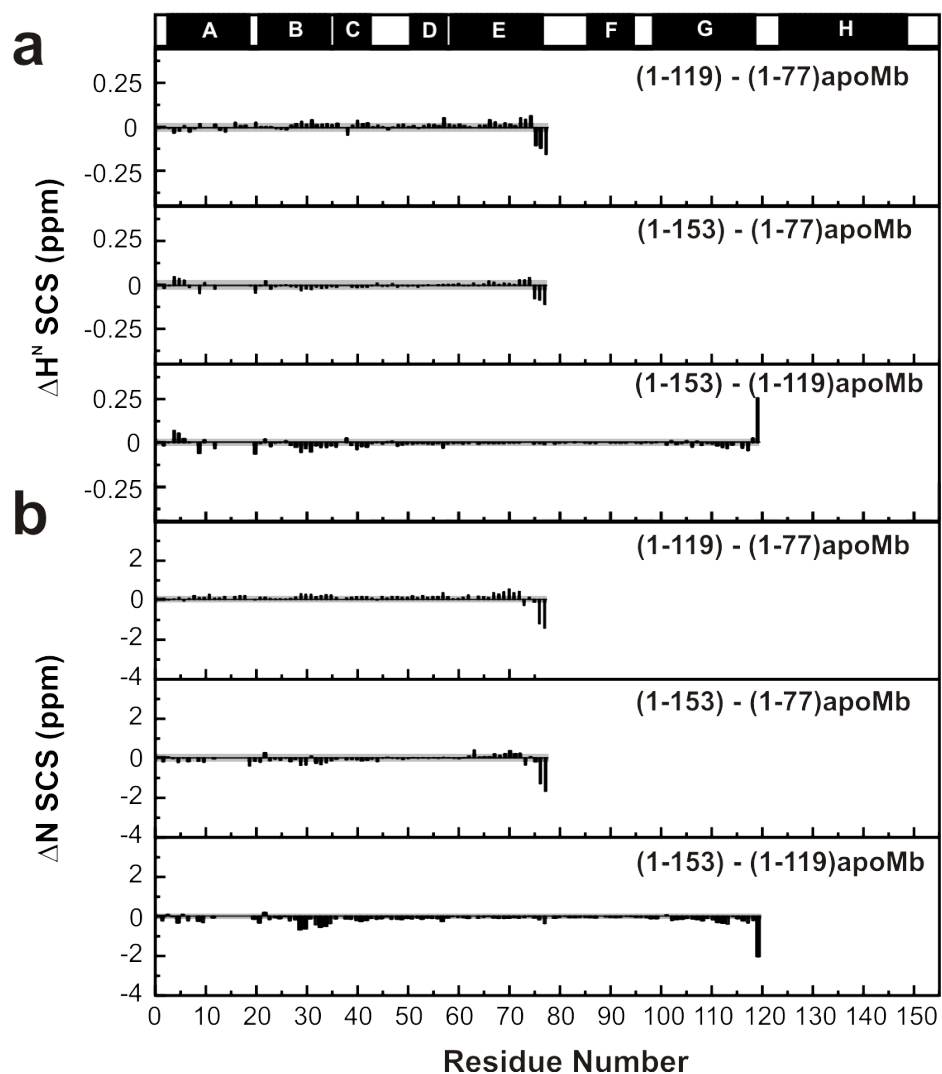 A B C D E F G H
a
(1-119) - (1-77)apoMb
0.25
0
-0.25
(1-153) - (1-77)apoMb
0.25
0
-0.25
(1-153) - (1-119)apoMb
0.25
0
-0.25
ΔHᴺ SCS (ppm)
b
(1-119) - (1-77)apoMb
2
0
-2
-4
(1-153) - (1-77)apoMb
2
0
-2
-4
(1-153) - (1-119)apoMb
2
0
-2
-4
ΔN SCS (ppm)
0 10 20 30 40 50 60 70 80 90 100 110 120 130 140 150
Residue Number